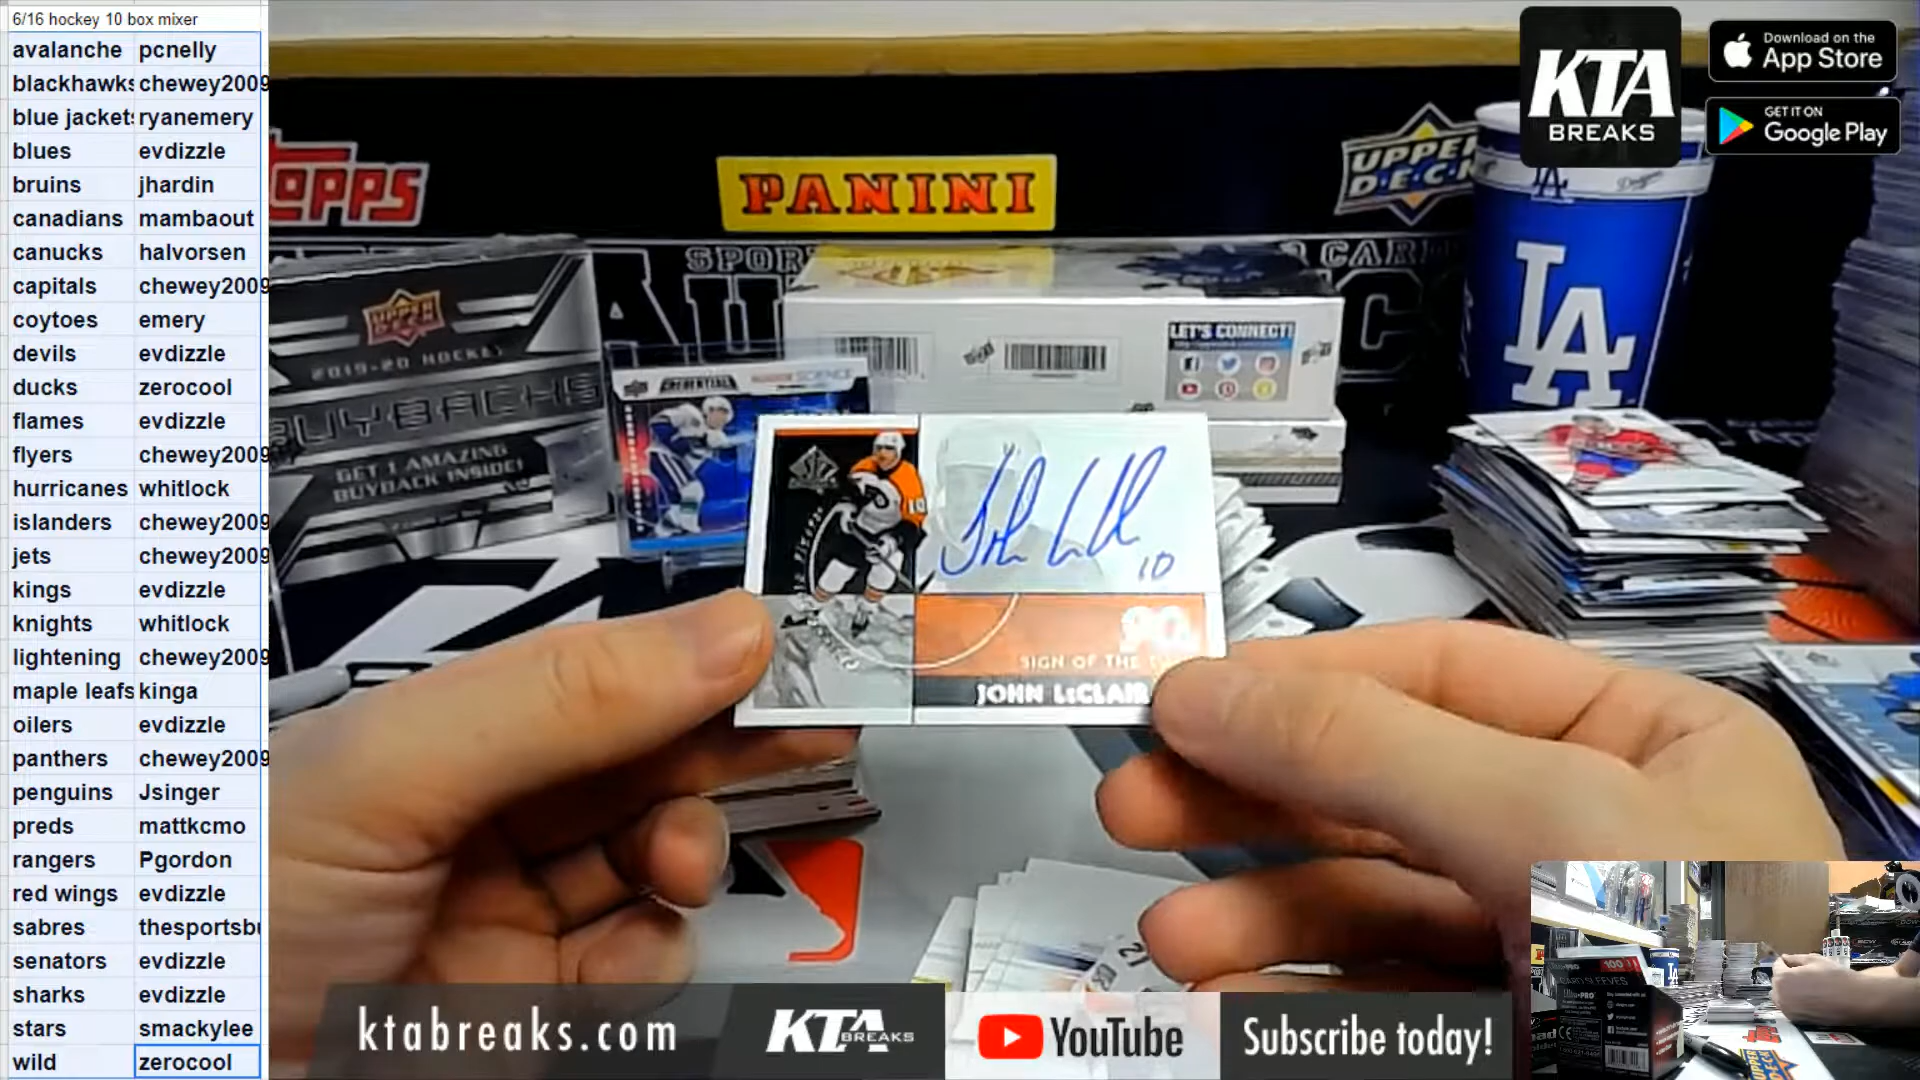 6/16 hockey 10 box mixer
avalanche pcnelly
blackhawks chewey2009
blue jackets ryanemery
blues evdizzle
bruins jhardin
canadians mambaout
canucks halvorsen
capitals chewey2009
coytoes emery
devils evdizzle
ducks zerocool
flames evdizzle
flyers chewey2009
hurricanes whitlock
islanders chewey2009
jets chewey2009
kings evdizzle
knights whitlock
lightening chewey2009
maple leafs kinga
oilers evdizzle
panthers chewey2009
penguins Jsinger
preds mattkcmo
rangers Pgordon
red wings evdizzle
sabres thesportsbu
senators evdizzle
sharks evdizzle
stars smackylee
wild zerocool
KTA
BREAKS
Download on the
App Store
GET IT ON
Google Play
PANINI
UPPER
DECK
UPPER
DECK
2019-20 HOCKEY
BUYBACKS
GET 1 AMAZING
BUYBACK INSIDE!
LET'S CONNECT!
CREDENTIALS
LA
Dodgers
10
SIGN OF THE
JOHN LeCLAIR
ktabreaks.com
KTA
BREAKS
YouTube
Subscribe today!